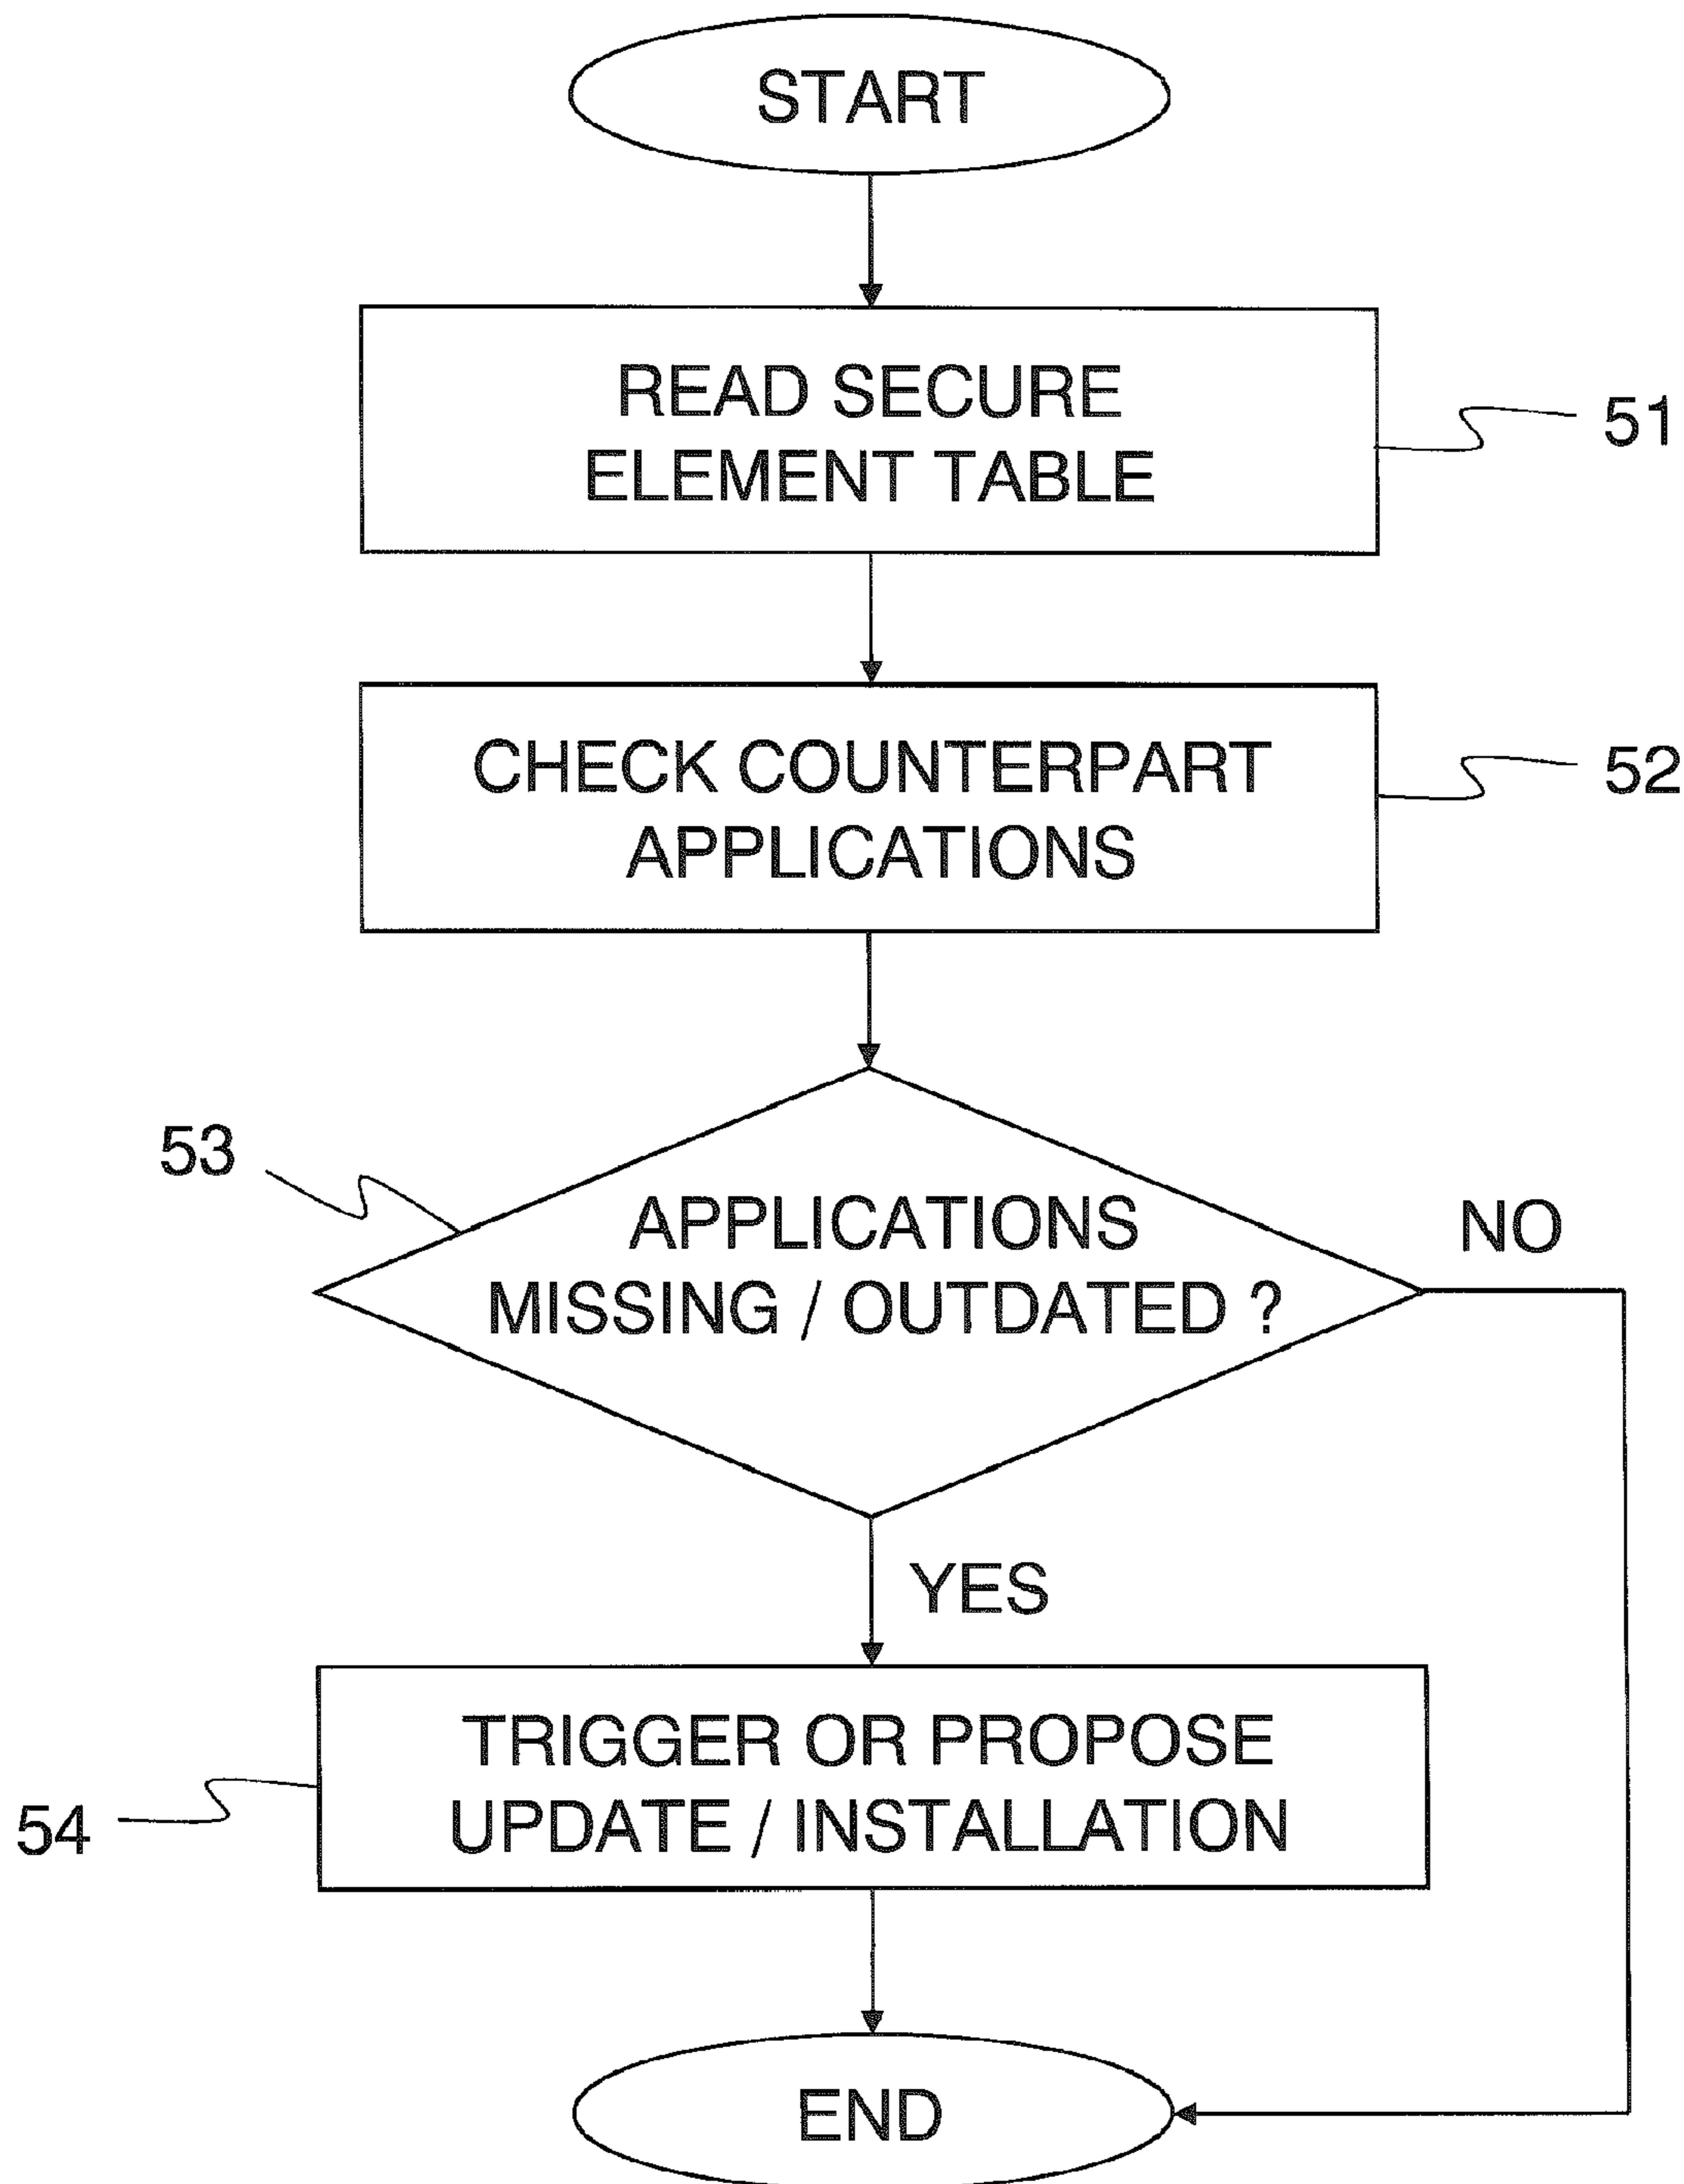 START
READ SECURE
ELEMENT TABLE
51
CHECK COUNTERPART
APPLICATIONS
52
53
APPLICATIONS
MISSING / OUTDATED ?
NO
YES
TRIGGER OR PROPOSE
UPDATE / INSTALLATION
54
END